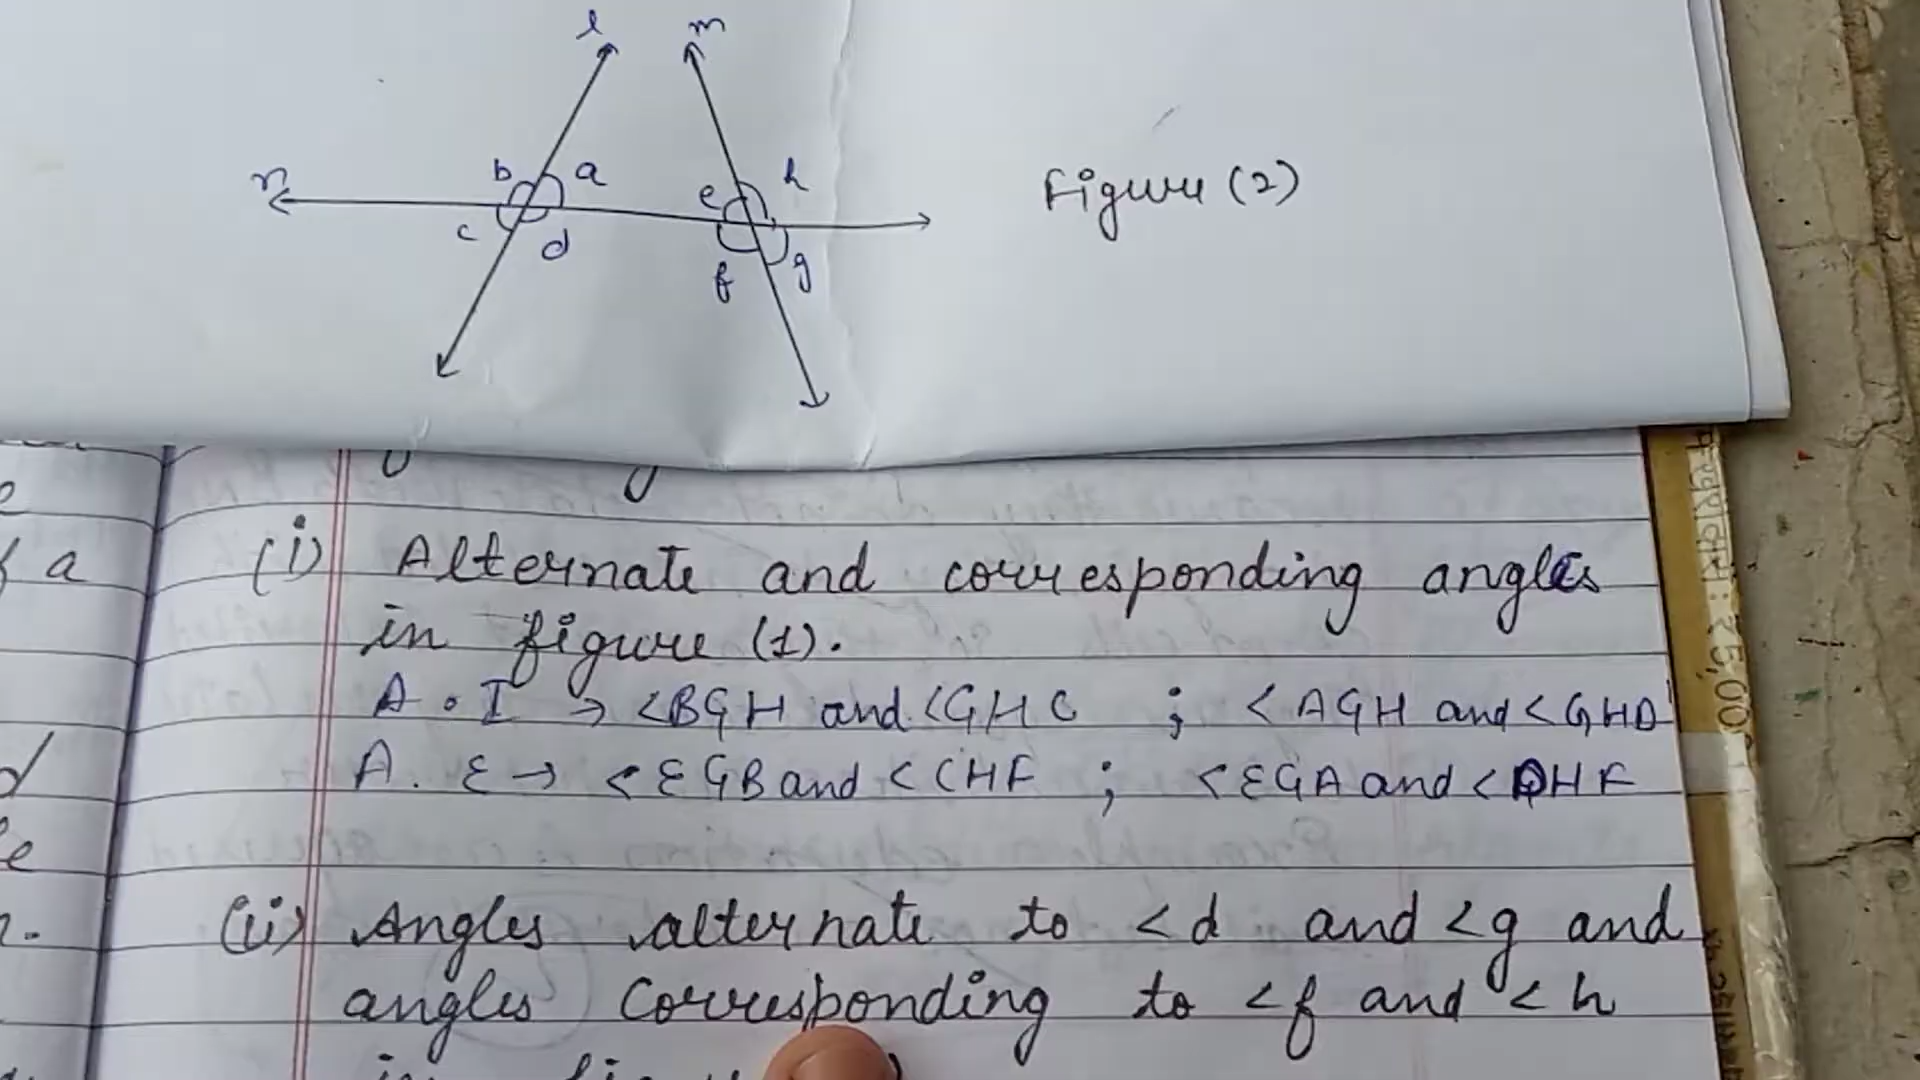 l m
n b a e h
c d f g
Figure (2)
a
(i) Alternate and corresponding angles
in figure (1).
A.I → <BGH and <GHC ; <AGH and <GHD
A. E → <EGB and <CHF ; <EGA and <DHF
(ii) Angles alternate to <d and <g and
angles corresponding to <f and <h
in